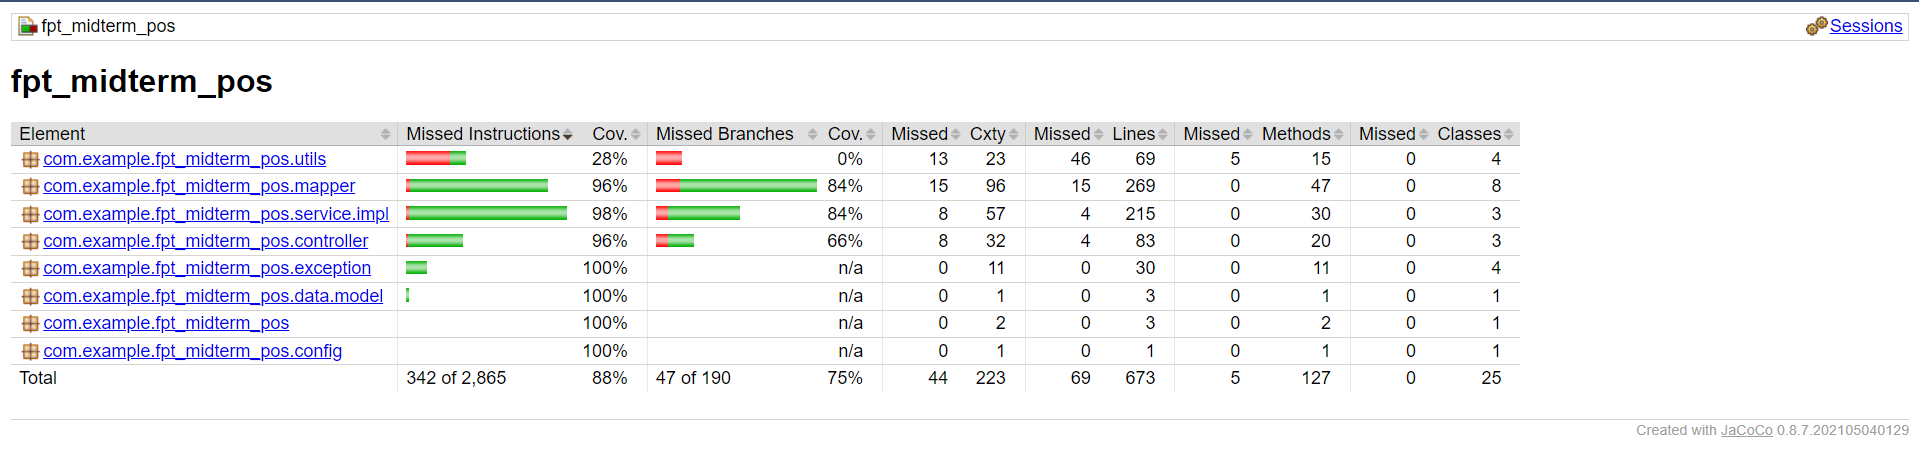 fpt_midterm_pos Sessions
fpt_midterm_pos
Element Missed Instructions Cov. Missed Branches Cov. Missed Cxty Missed Lines Missed Methods Missed Classes
com.example.fpt_midterm_pos.utils 28% 0% 13 23 46 69 5 15 0 4
com.example.fpt_midterm_pos.mapper 96% 84% 15 96 15 269 0 47 0 8
com.example.fpt_midterm_pos.service.impl 98% 84% 8 57 4 215 0 30 0 3
com.example.fpt_midterm_pos.controller 96% 66% 8 32 4 83 0 20 0 3
com.example.fpt_midterm_pos.exception 100% n/a 0 11 0 30 0 11 0 4
com.example.fpt_midterm_pos.data.model 100% n/a 0 1 0 3 0 1 0 1
com.example.fpt_midterm_pos 100% n/a 0 2 0 3 0 2 0 1
com.example.fpt_midterm_pos.config 100% n/a 0 1 0 1 0 1 0 1
Total 342 of 2,865 88% 47 of 190 75% 44 223 69 673 5 127 0 25
Created with JaCoCo 0.8.7.202105040129